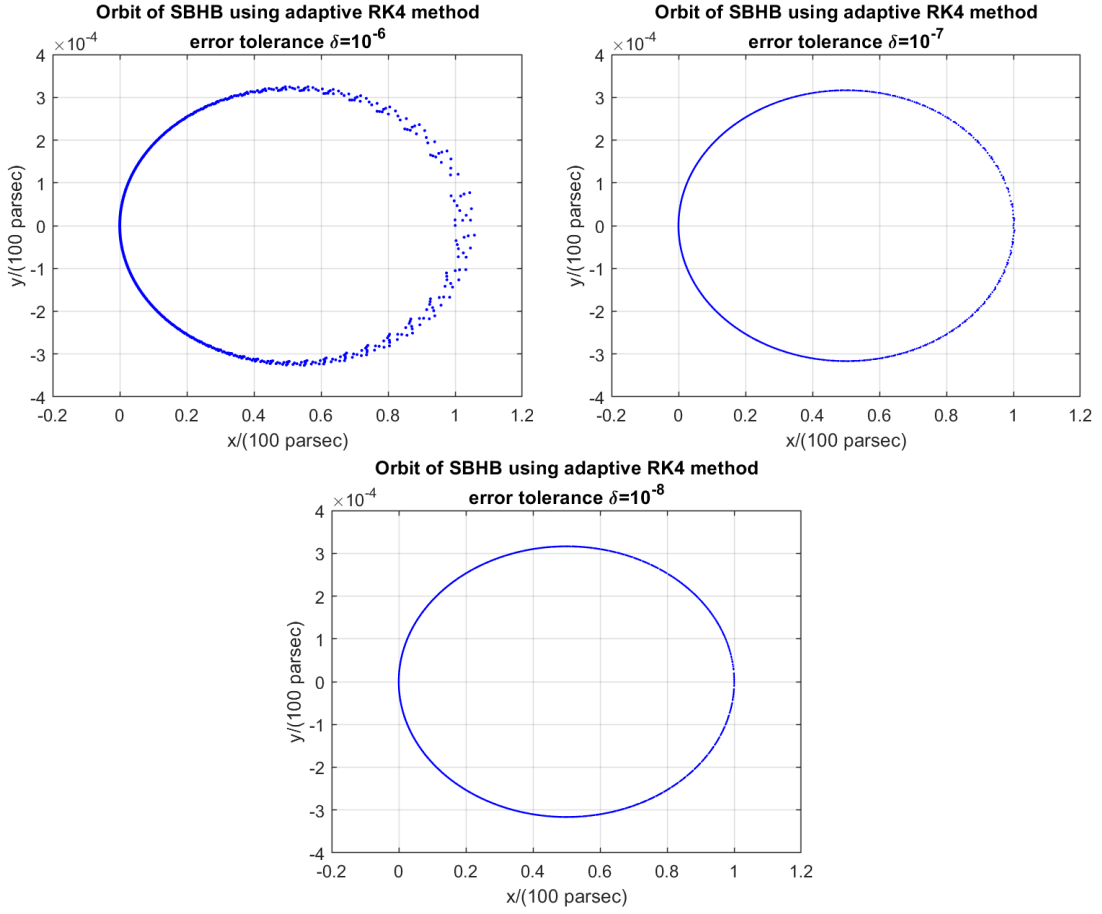 Orbit of SBHB using adaptive RK4 method
error tolerance δ=10^-6
×10^-4
4
3
2
1
0
-1
-2
-3
-4
y/(100 parsec)
-0.2 0 0.2 0.4 0.6 0.8 1 1.2
x/(100 parsec)
Orbit of SBHB using adaptive RK4 method
error tolerance δ=10^-7
×10^-4
4
3
2
1
0
-1
-2
-3
-4
y/(100 parsec)
-0.2 0 0.2 0.4 0.6 0.8 1 1.2
x/(100 parsec)
Orbit of SBHB using adaptive RK4 method
error tolerance δ=10^-8
×10^-4
4
3
2
1
0
-1
-2
-3
-4
y/(100 parsec)
-0.2 0 0.2 0.4 0.6 0.8 1 1.2
x/(100 parsec)